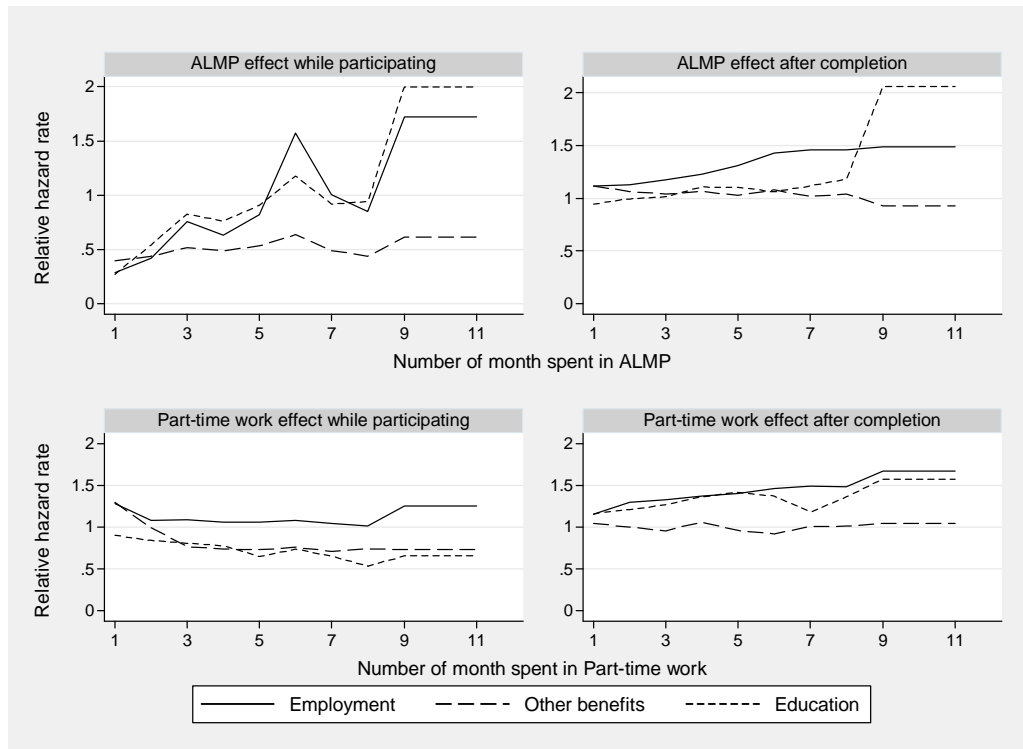 ALMP effect while participating
ALMP effect after completion
Relative hazard rate
2
1.5
1
.5
0
1 3 5 7 9 11
2
1.5
1
.5
0
1 3 5 7 9 11
Number of month spent in ALMP
Part-time work effect while participating
Part-time work effect after completion
Relative hazard rate
2
1.5
1
.5
0
1 3 5 7 9 11
2
1.5
1
.5
0
1 3 5 7 9 11
Number of month spent in Part-time work
Employment Other benefits Education